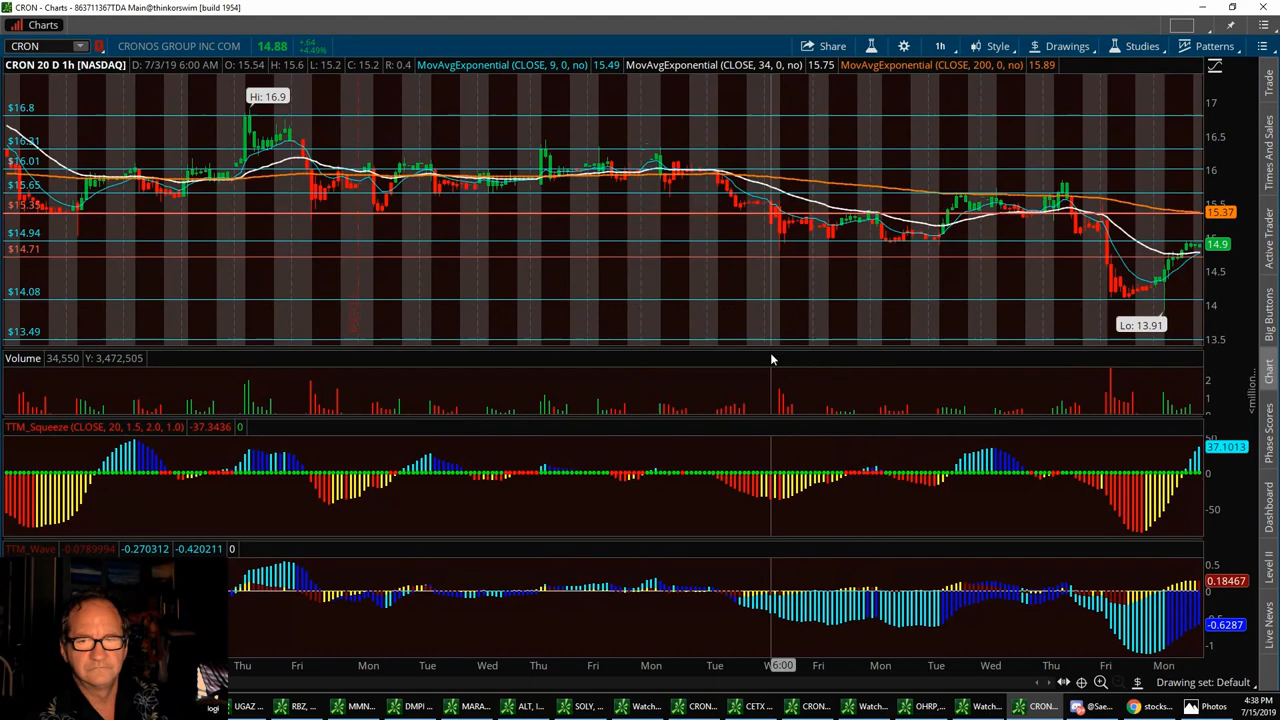 CRON - Charts - 863711367TDA Main@thinkorswim [build 1954]
Charts
CRON CRONOS GROUP INC COM 14.88 +.64 +4.49% Share 1h Style Drawings Studies Patterns
CRON 20 D 1h [NASDAQ] D: 7/3/19 6:00 AM O: 15.54 H: 15.6 L: 15.2 C: 15.2 R: 0.4 MovAvgExponential (CLOSE, 9, 0, no) 15.49 MovAvgExponential (CLOSE, 34, 0, no) 15.75 MovAvgExponential (CLOSE, 200, 0, no) 15.89
Hi: 16.9
$16.8
$16.31
$16.01
$15.65
$15.35
$14.94
$14.71
$14.08
$13.49
Lo: 13.91
17
16.5
16
15.5
15.37
15
14.9
14.5
14
13.5
Volume 34,550 Y: 3,472,505
2
1
0
<million...
TTM_Squeeze (CLOSE, 20, 1.5, 2.0, 1.0) -37.3436 0
50
37.1013
0
-50
TTM_Wave -0.0789994 -0.270312 -0.420211 0
0.5
0.18467
0
-0.6287
-1
Thu Fri Mon Tue Wed Thu Fri Mon Tue W 6:00 Fri Mon Tue Wed Thu Fri Mon
Drawing set: Default
Trade
Times And Sales
Active Trader
Big Buttons
Chart
Phase Scores
Dashboard
Level II
Live News
logi
UGAZ RBZ, ... MMN... DMPI ... MARA... ALT, I... SOLY, ... Watch... CRON... CETX ... CRON... Watch... OHRP,... Watch... CRON... @Sae... stocks... Photos
4:38 PM
7/15/2019